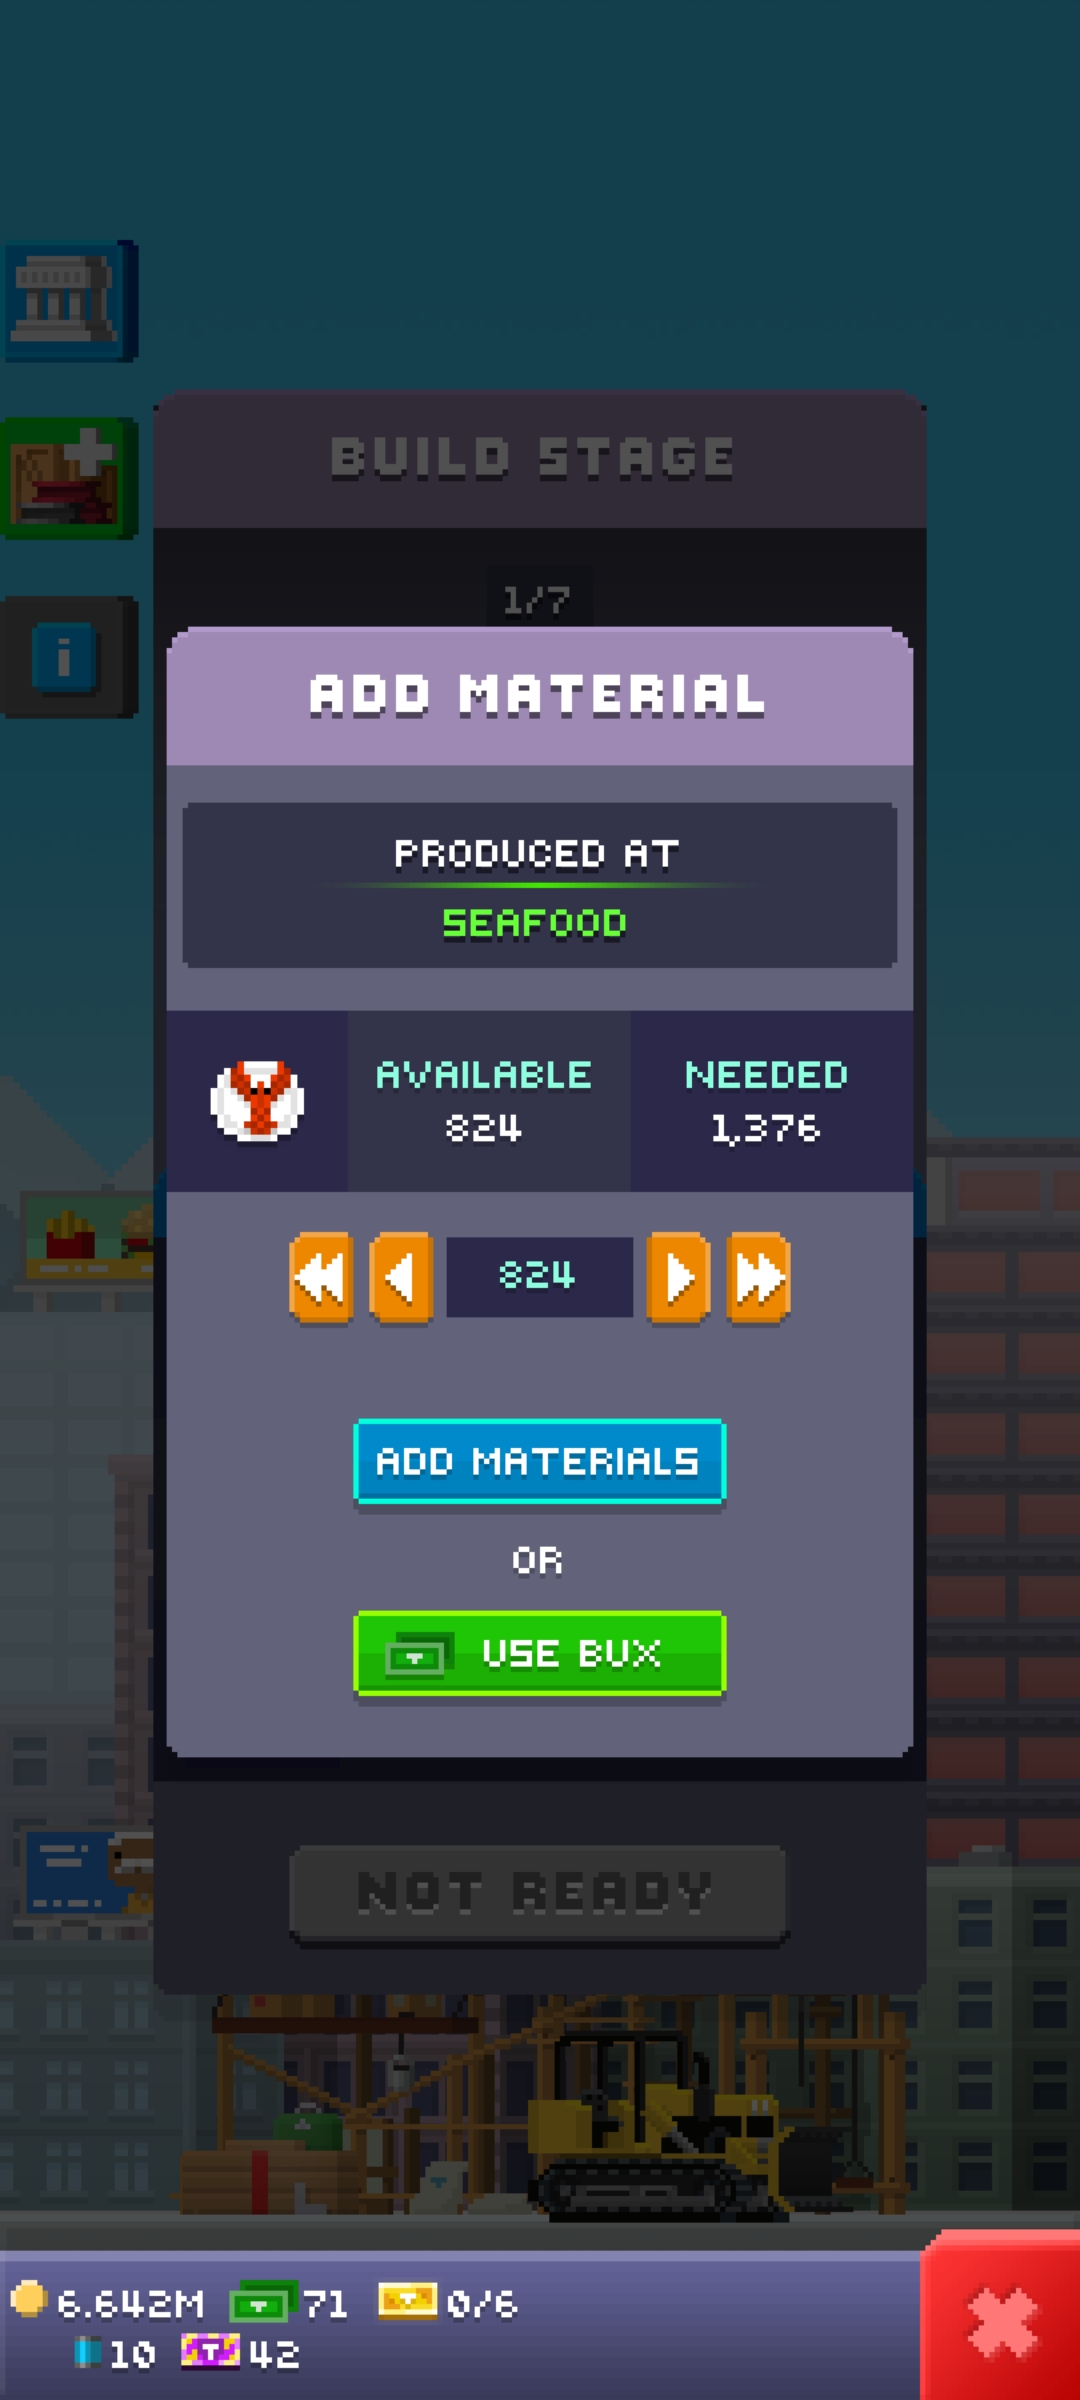 BUILD STAGE
1/7
ADD MATERIAL
PRODUCED AT
SEAFOOD
AVAILABLE
824
NEEDED
1,376
824
ADD MATERIALS
OR
USE BUX
NOT READY
6.642M 71 0/6
10 42